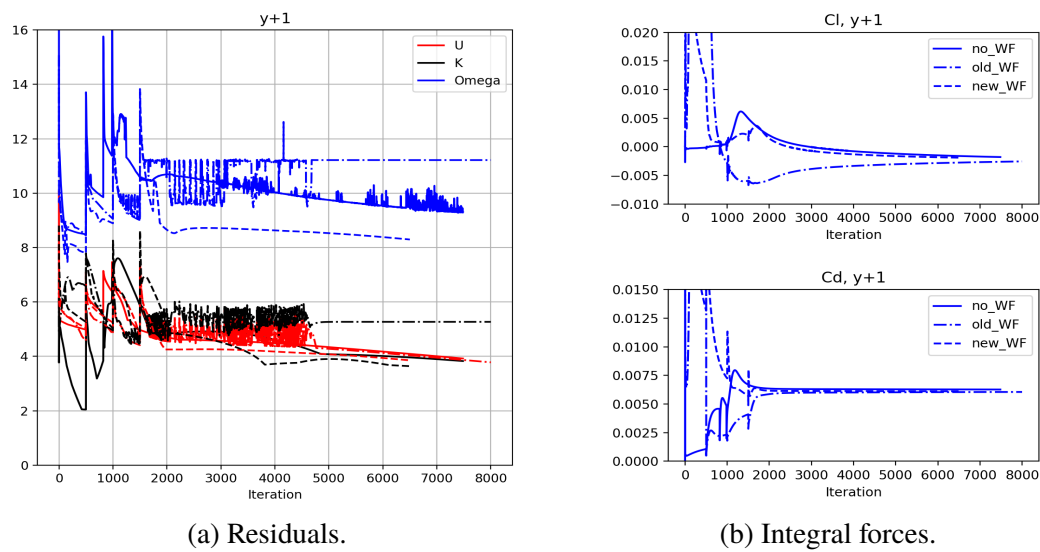 y+1
16
14
12
10
8
6
4
2
0
U
K
Omega
0 1000 2000 3000 4000 5000 6000 7000 8000
Iteration
(a) Residuals.
Cl, y+1
0.020
0.015
0.010
0.005
0.000
−0.005
−0.010
no_WF
old_WF
new_WF
0 1000 2000 3000 4000 5000 6000 7000 8000
Iteration
Cd, y+1
0.0150
0.0125
0.0100
0.0075
0.0050
0.0025
0.0000
no_WF
old_WF
new_WF
0 1000 2000 3000 4000 5000 6000 7000 8000
Iteration
(b) Integral forces.